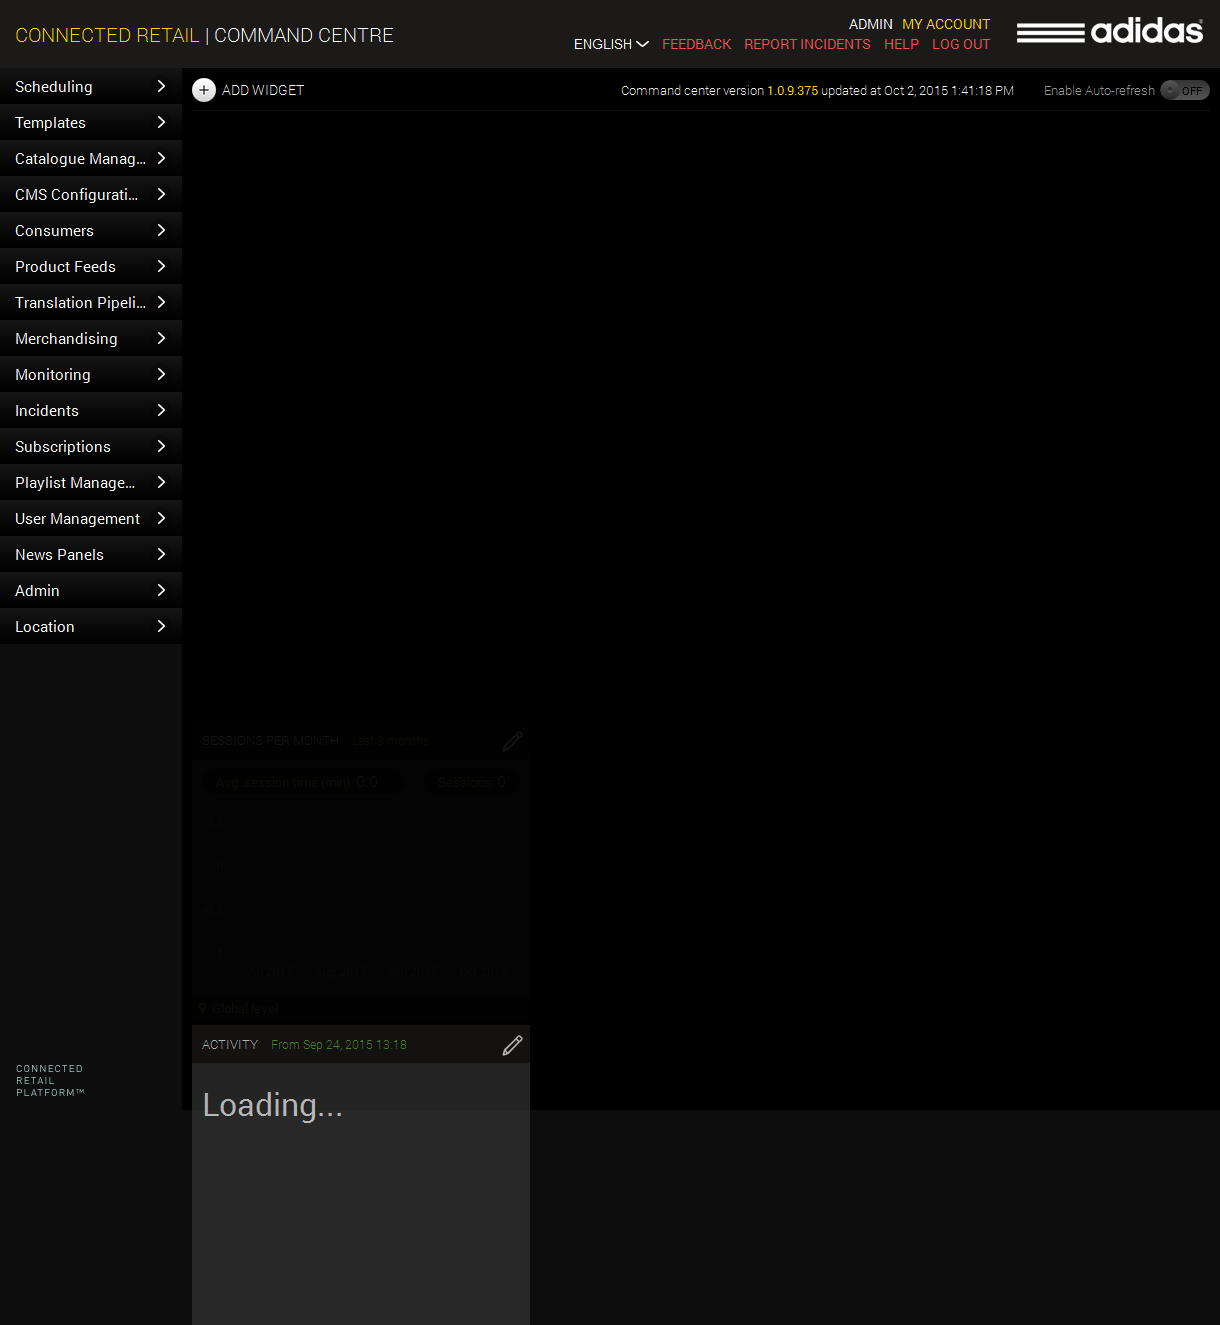 CONNECTED RETAIL | COMMAND CENTRE
ADMIN MY ACCOUNT
ENGLISH FEEDBACK REPORT INCIDENTS HELP LOG OUT
adidas
ADD WIDGET
Command center version 1.0.9.375 updated at Oct 2, 2015 1:41:18 PM
Enable Auto-refresh OFF
Scheduling
Templates
Catalogue Manag...
CMS Configurati...
Consumers
Product Feeds
Translation Pipeli...
Merchandising
Monitoring
Incidents
Subscriptions
Playlist Manage...
User Management
News Panels
Admin
Location
SESSIONS PER MONTH Last 3 months
Avg. session time (min) 0.0 Sessions 0
Global level
ACTIVITY From Sep 24, 2015 13:18
Loading...
CONNECTED
RETAIL
PLATFORM™